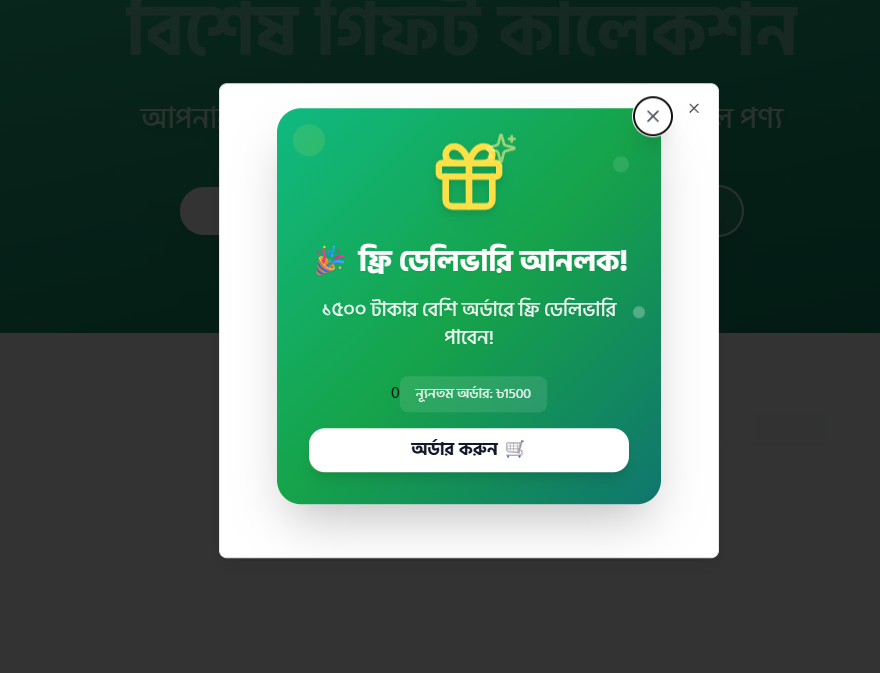 বিশেষ গিফট কালেকশন
আপনার
ল পণ্য
🎉 ফ্রি ডেলিভারি আনলক!
১৫০০ টাকার বেশি অর্ডারে ফ্রি ডেলিভারি
পাবেন!
0 ন্যূনতম অর্ডার: ৳1500
অর্ডার করুন 🛒